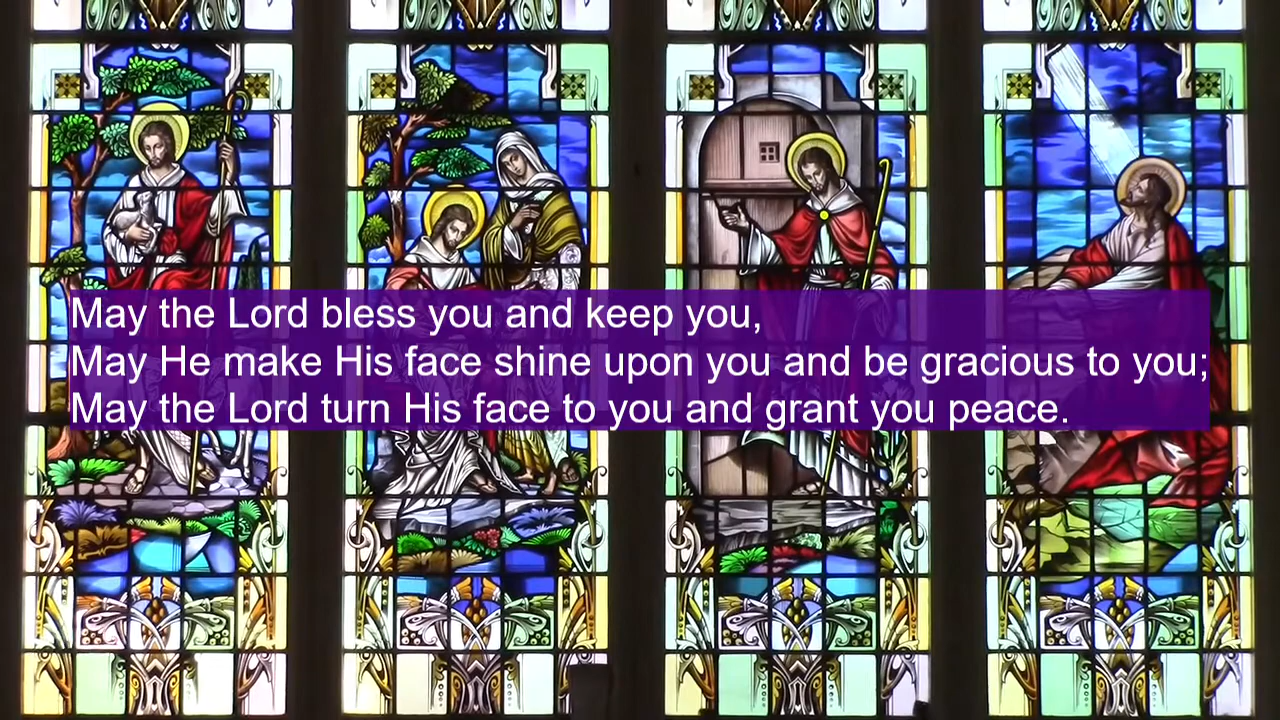 May the Lord bless you and keep you,
May He make His face shine upon you and be gracious to you;
May the Lord turn His face to you and grant you peace.